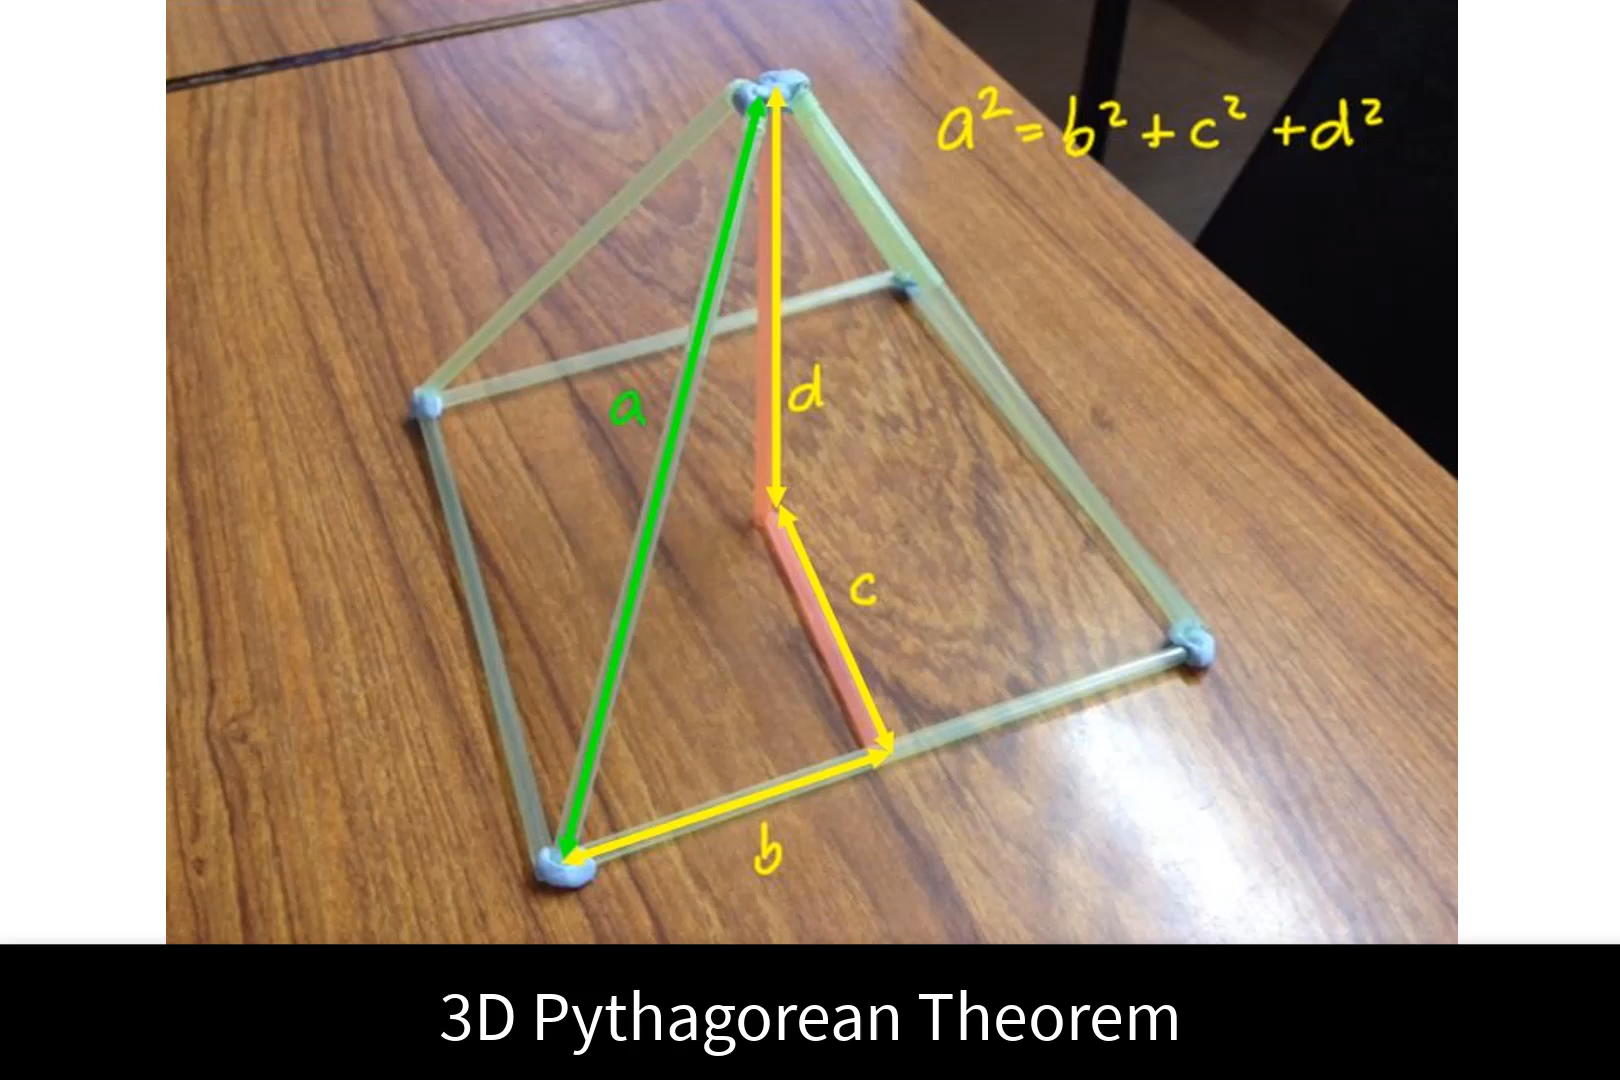 a² = b² + c² + d²
a
d
c
b
3D Pythagorean Theorem